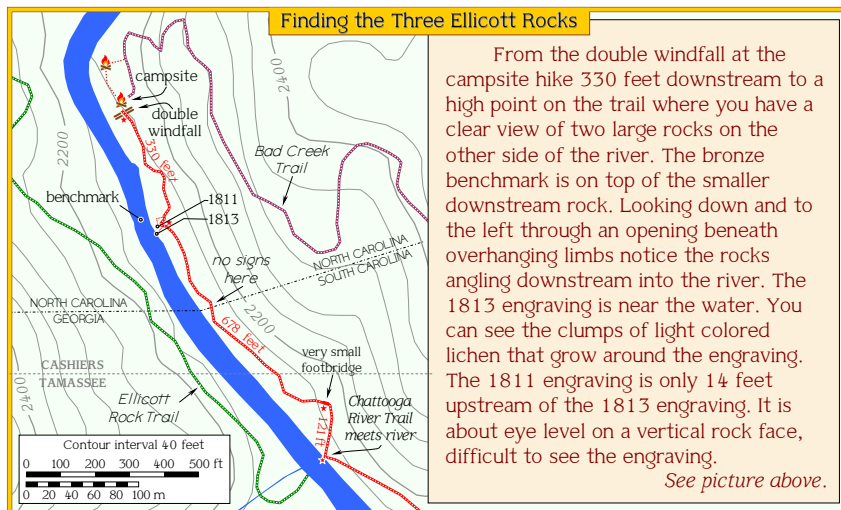 Finding the Three Ellicott Rocks
From the double windfall at the
campsite hike 330 feet downstream to a
high point on the trail where you have a
clear view of two large rocks on the
other side of the river. The bronze
benchmark is on top of the smaller
downstream rock. Looking down and to
the left through an opening beneath
overhanging limbs notice the rocks
angling downstream into the river. The
1813 engraving is near the water. You
can see the clumps of light colored
lichen that grow around the engraving.
The 1811 engraving is only 14 feet
upstream of the 1813 engraving. It is
about eye level on a vertical rock face,
difficult to see the engraving.
See picture above.
campsite
double
windfall
2400
2200
330 feet
Bad Creek
Trail
benchmark
1811
1813
no signs
here
NORTH CAROLINA
SOUTH CAROLINA
NORTH CAROLINA
GEORGIA
2200
678 feet
CASHIERS
TAMASSEE
2400
very small
footbridge
Ellicott
Rock Trail
Chattooga
River Trail
meets river
121 ft
Contour interval 40 feet
0 100 200 300 400 500 ft
0 20 40 60 80 100 m